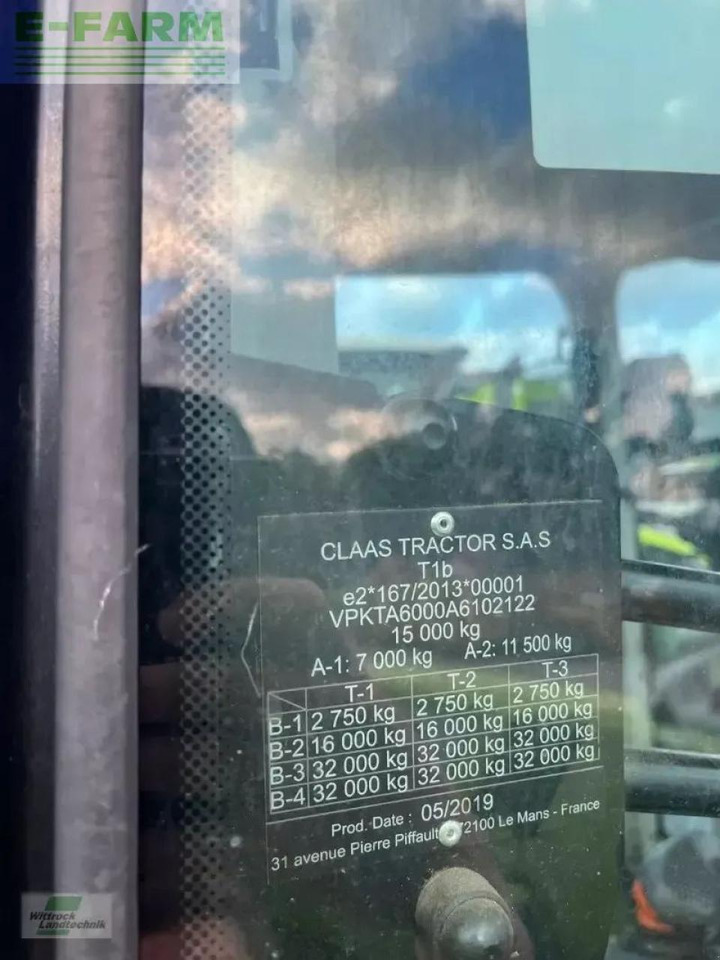 E-FARM
CLAAS TRACTOR S.A.S
T1b
e2*167/2013*00001
VPKTA6000A6102122
15 000 kg
A-1: 7 000 kg A-2: 11 500 kg
T-1 T-2 T-3
B-1 2 750 kg 2 750 kg 2 750 kg
B-2 16 000 kg 16 000 kg 16 000 kg
B-3 32 000 kg 32 000 kg 32 000 kg
B-4 32 000 kg 32 000 kg 32 000 kg
Prod. Date : 05/2019
31 avenue Pierre Piffault 72100 Le Mans - France
Wittrock
Landtechnik